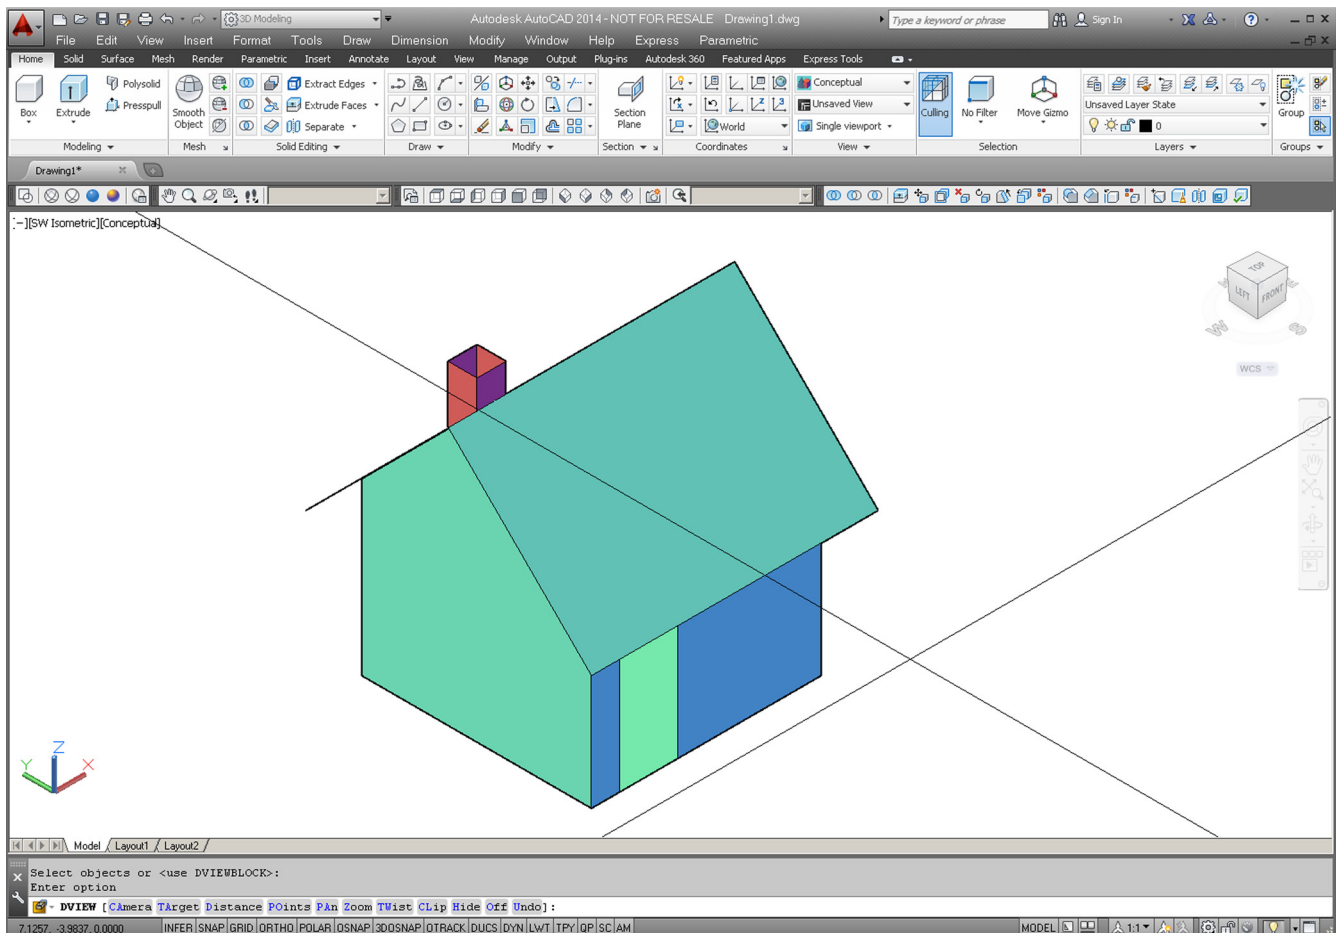 3D Modeling
Autodesk AutoCAD 2014 - NOT FOR RESALE Drawing1.dwg
Type a keyword or phrase
Sign In
File Edit View Insert Format Tools Draw Dimension Modify Window Help Express Parametric
Home Solid Surface Mesh Render Parametric Insert Annotate Layout View Manage Output Plug-ins Autodesk 360 Featured Apps Express Tools
Polysolid
Presspull
Box
Extrude
Smooth Object
Extract Edges
Extrude Faces
Separate
Section Plane
World
Conceptual
Unsaved View
Single viewport
Culling
No Filter
Move Gizmo
Unsaved Layer State
0
Group
Modeling
Mesh
Solid Editing
Draw
Modify
Section
Coordinates
View
Selection
Layers
Groups
Drawing1*
[-][SW Isometric][Conceptual]
TOP
LEFT
FRONT
W
S
WCS
Z
Y
X
Model Layout1 Layout2
Select objects or <use DVIEWBLOCK>:
Enter option
DVIEW [CAmera TArget Distance POints PAn Zoom TWist CLip Hide Off Undo]:
7.1257, -3.9837, 0.0000
INFER SNAP GRID ORTHO POLAR OSNAP 3DOSNAP OTRACK DUCS DYN LWT TPY QP SC AM
MODEL
1:1